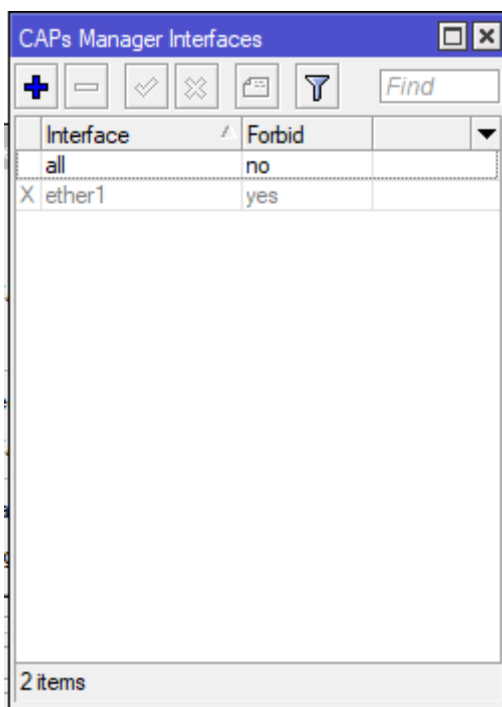 CAPs Manager Interfaces
Find
Interface Forbid
all no
X ether1 yes
2 items